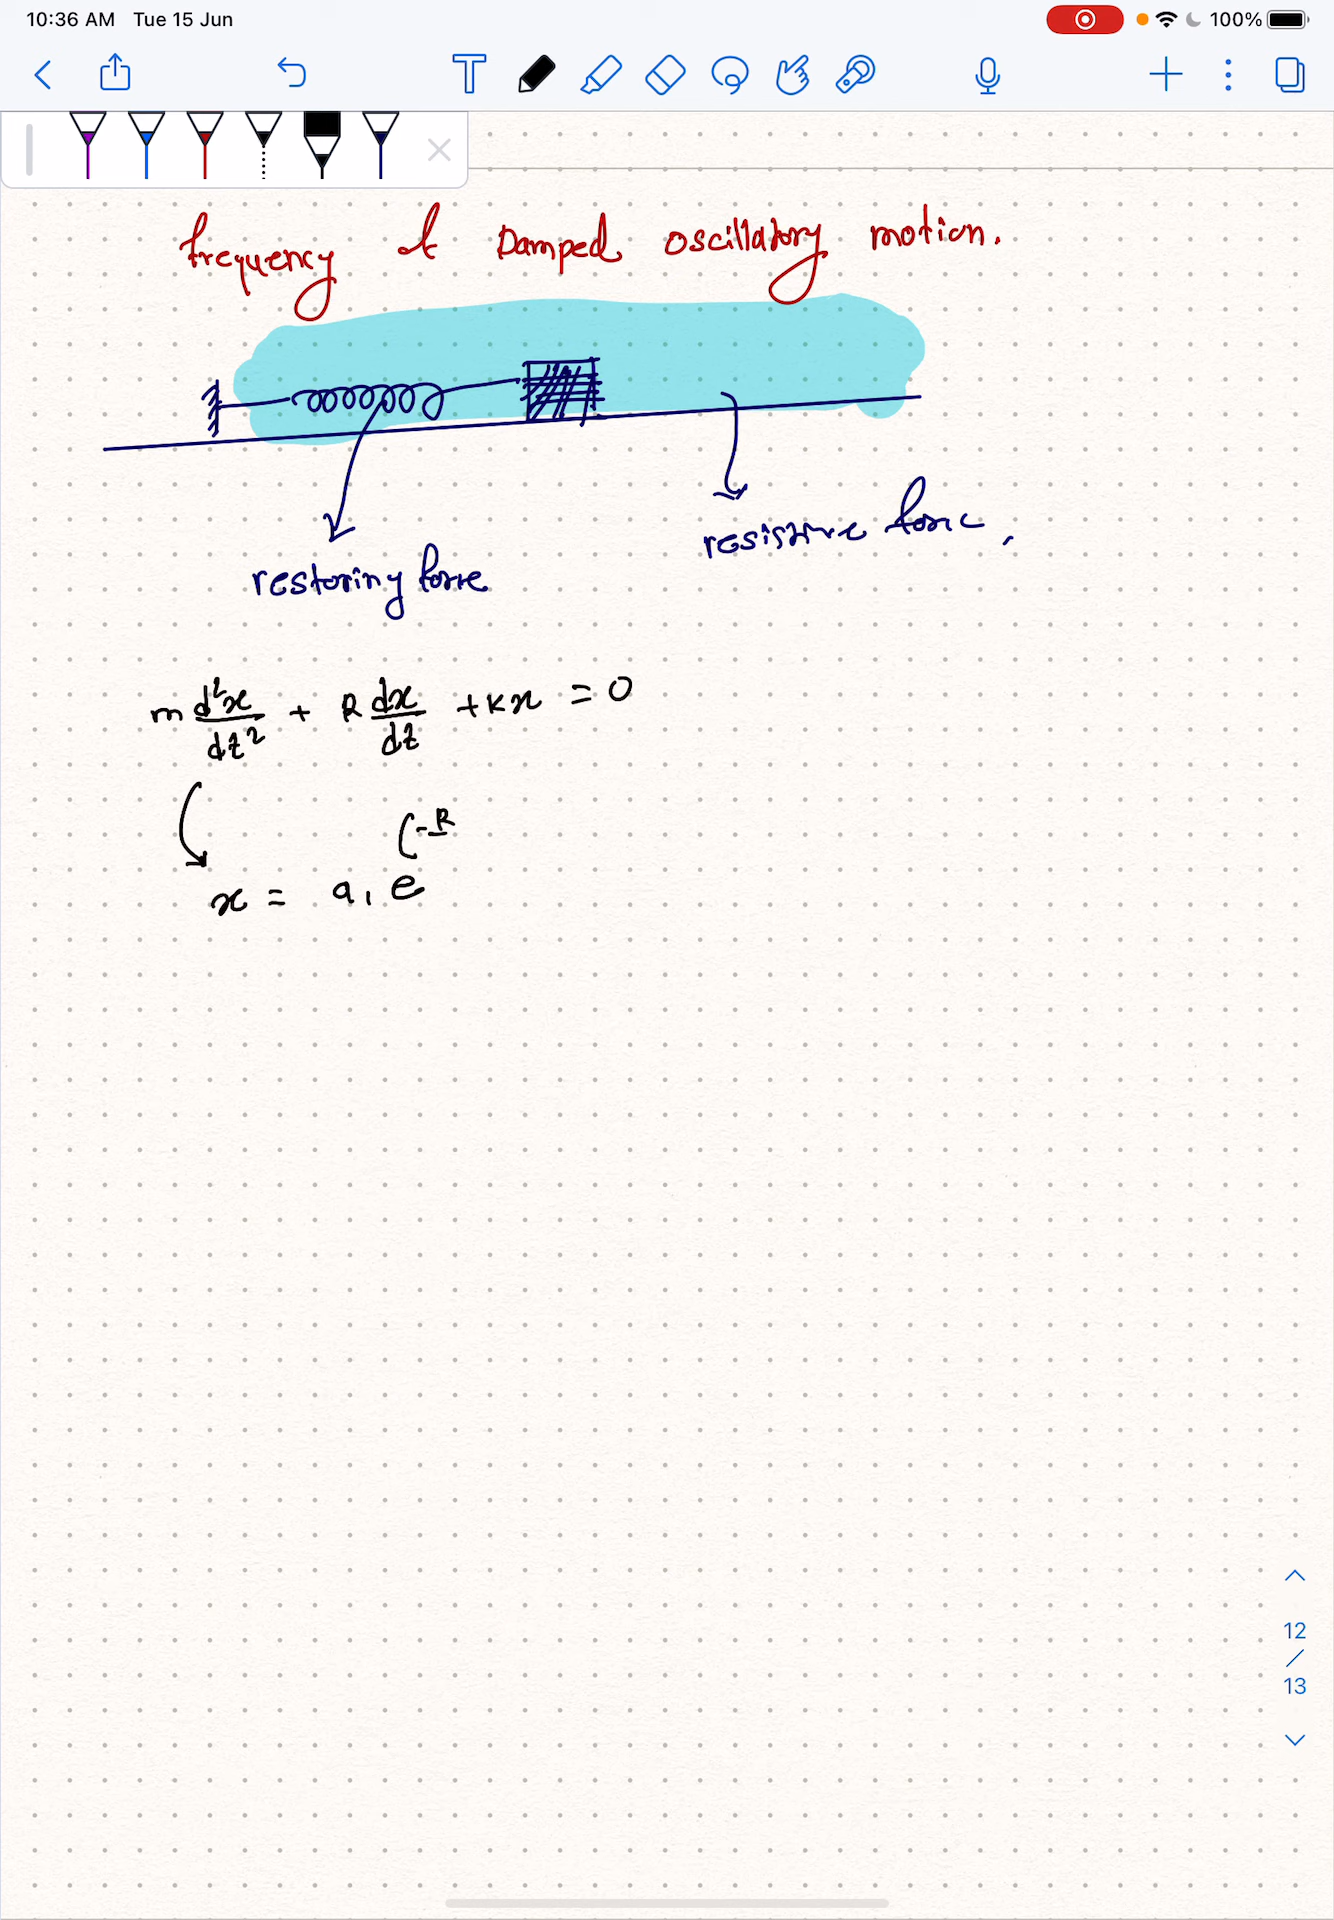 10:36 AM Tue 15 Jun
100%
T
frequency of Damped oscillatory motion.
resistive force,
restoring force
m d²x/dt² + R dx/dt + kx = 0
(-R
x = a₁ e
12
/
13